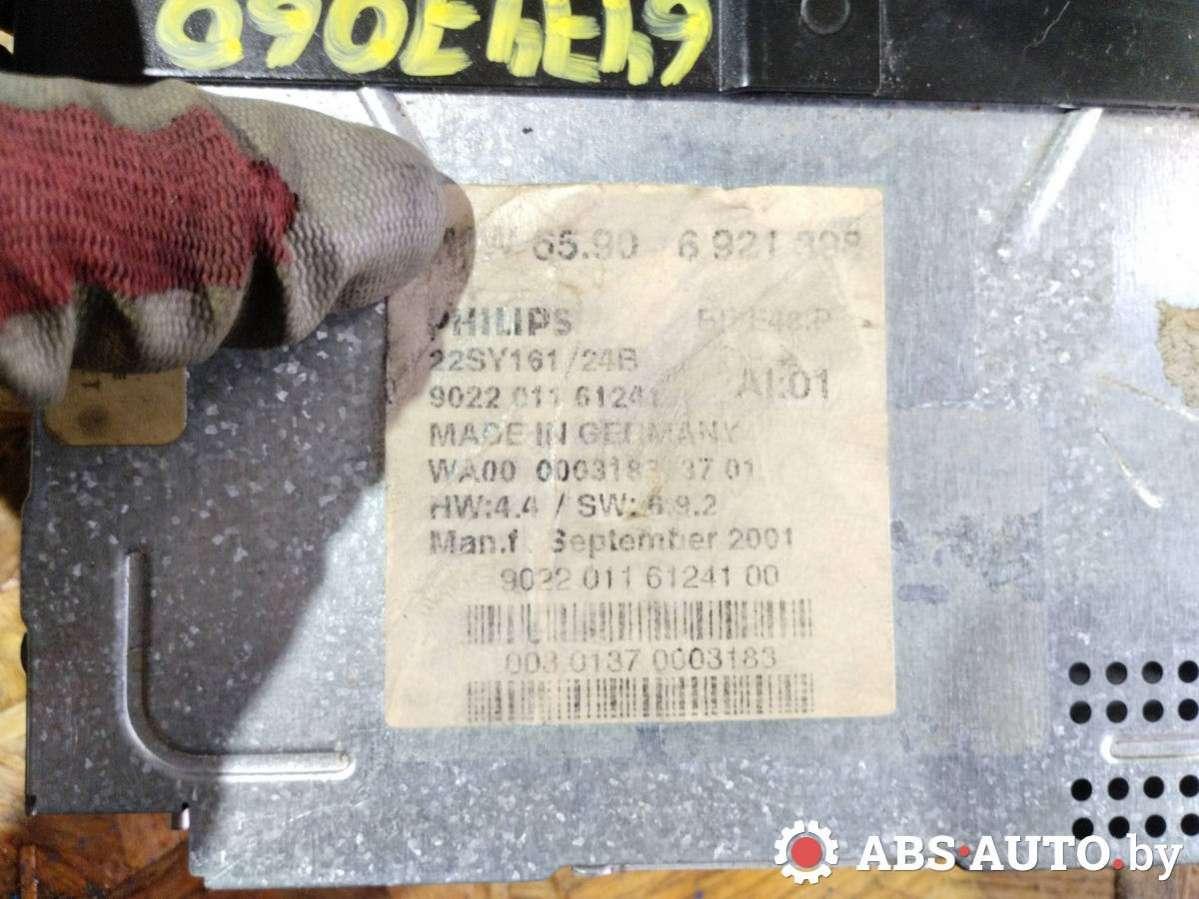 64743060
65.90 6 921
PHILIPS
22SY161/24B
9022 011 61241 AI:01
MADE IN GERMANY
WA00 37 01
HW:4.4 / SW: 6.9.2
Man.f. September 2001
9022 011 61241 00
003 0137 0003183
ABS-AUTO.by